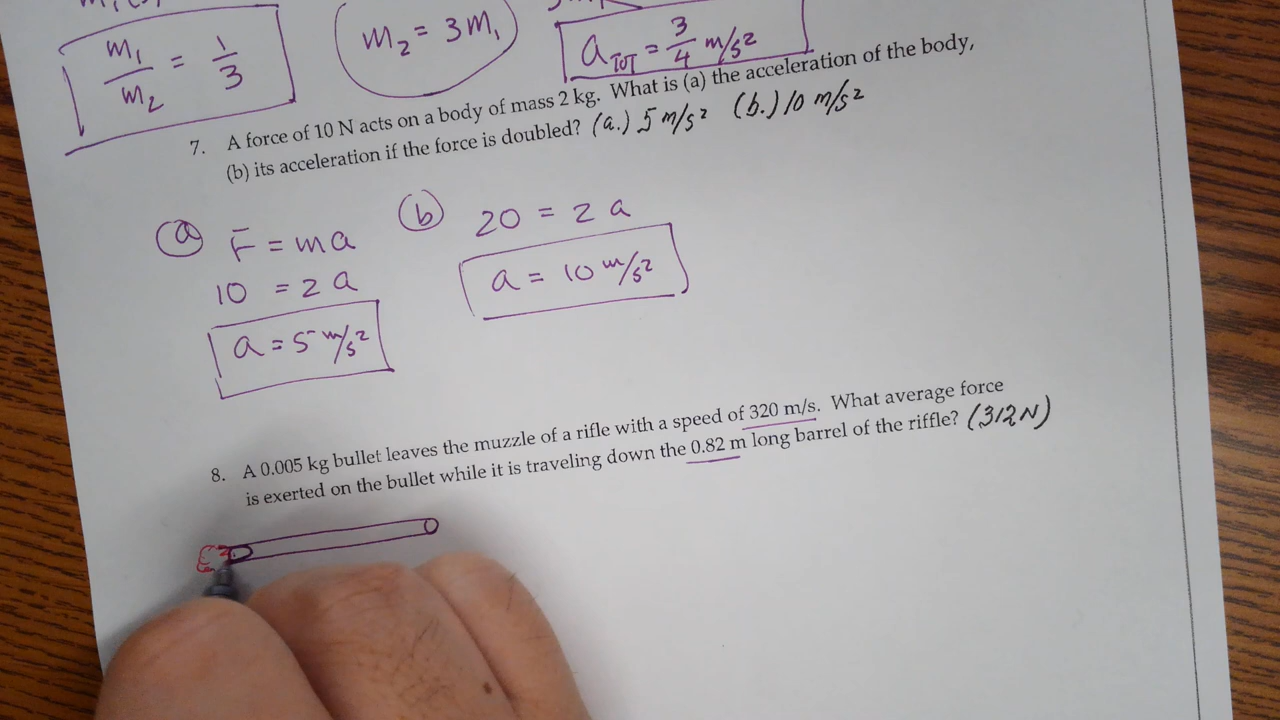 m₁
m₁/m₂ = 1/3
m₂ = 3m₁
a_TOT = 3/4 m/s²
7. A force of 10 N acts on a body of mass 2 kg. What is (a) the acceleration of the body,
(b) its acceleration if the force is doubled? (a.) 5 m/s² (b.) 10 m/s²
(a) F = ma
10 = 2 a
a = 5 m/s²
(b) 20 = 2 a
a = 10 m/s²
8. A 0.005 kg bullet leaves the muzzle of a rifle with a speed of 320 m/s. What average force
is exerted on the bullet while it is traveling down the 0.82 m long barrel of the riffle? (312N)